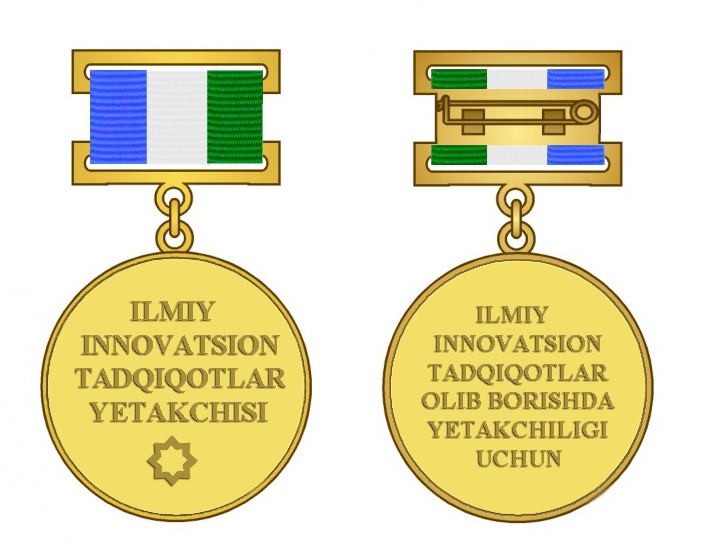 ILMIY
INNOVATSION
TADQIQOTLAR
YETAKCHISI
ILMIY
INNOVATSION
TADQIQOTLAR
OLIB BORISHDA
YETAKCHILIGI
UCHUN